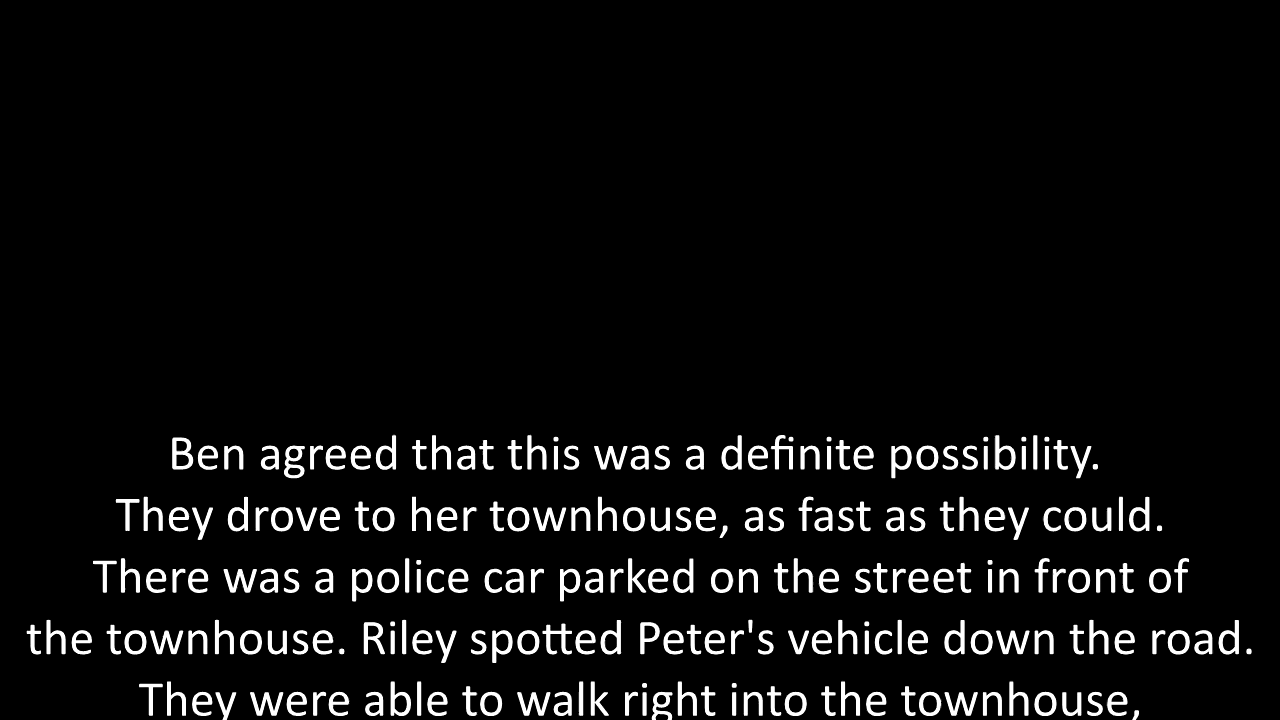 Ben agreed that this was a definite possibility.
They drove to her townhouse, as fast as they could.
There was a police car parked on the street in front of
the townhouse. Riley spotted Peter's vehicle down the road.
They were able to walk right into the townhouse,